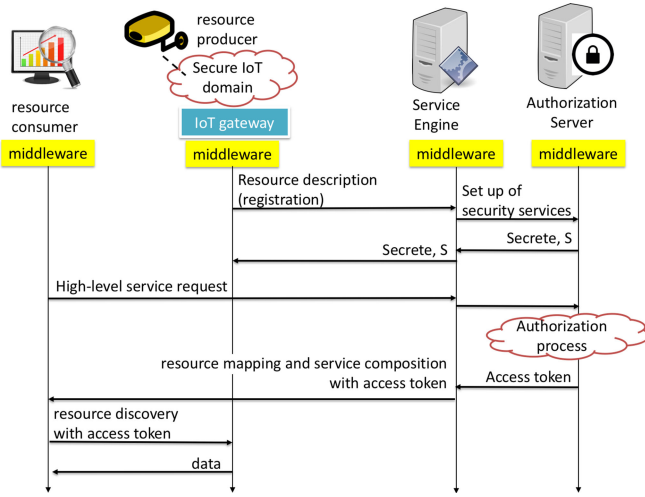 resource
producer
Secure IoT
domain
resource
consumer
IoT gateway
Service
Engine
Authorization
Server
middleware
middleware
middleware
middleware
Resource description
(registration)
Set up of
security services
Secrete, S
Secrete, S
High-level service request
Authorization
process
resource mapping and service composition
with access token
Access token
resource discovery
with access token
data